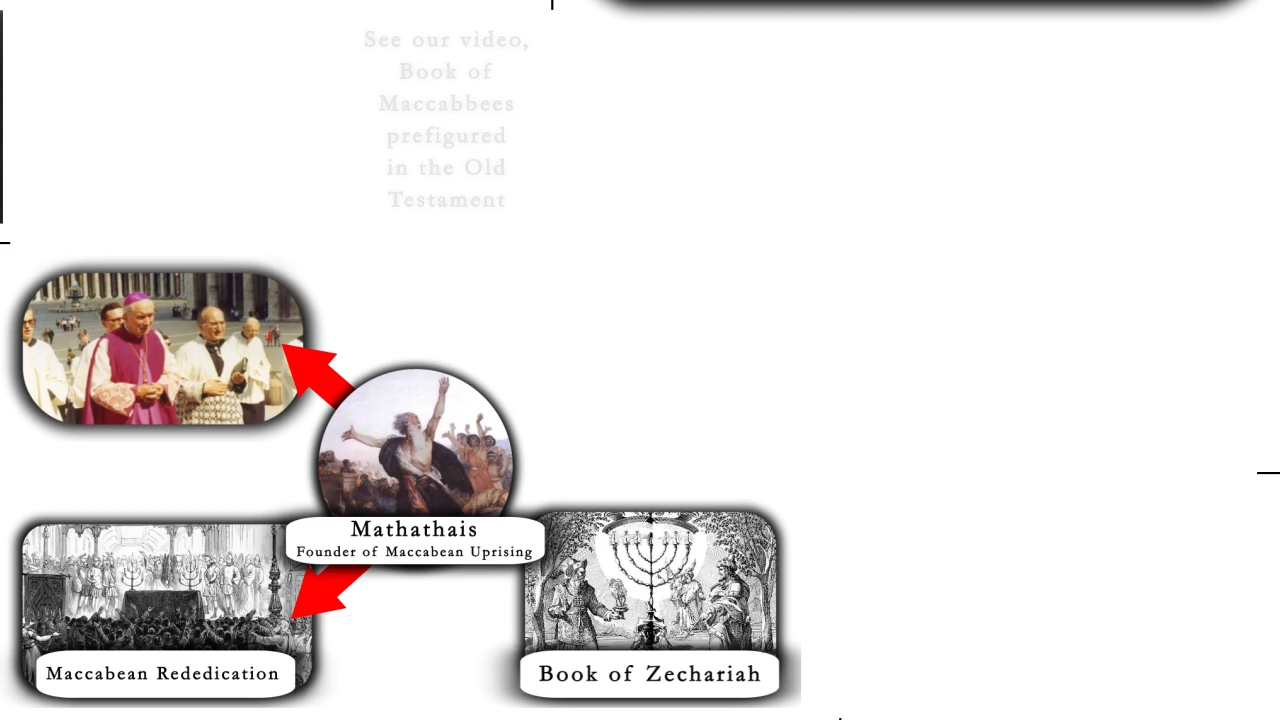 See our video,
Book of
Maccabbees
prefigured
in the Old
Testament
Mathathais
Founder of Maccabean Uprising
Maccabean Rededication
Book of Zechariah